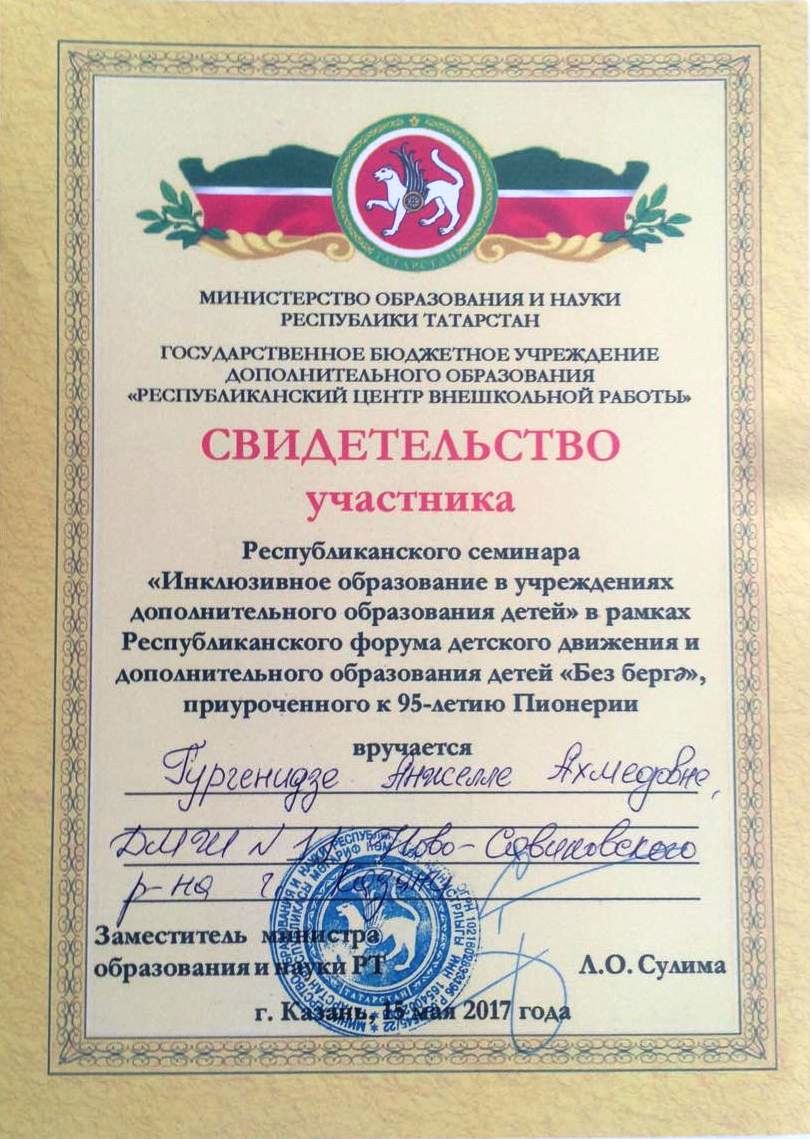 ТАТАРСТАН
МИНИСТЕРСТВО ОБРАЗОВАНИЯ И НАУКИ
РЕСПУБЛИКИ ТАТАРСТАН
ГОСУДАРСТВЕННОЕ БЮДЖЕТНОЕ УЧРЕЖДЕНИЕ
ДОПОЛНИТЕЛЬНОГО ОБРАЗОВАНИЯ
«РЕСПУБЛИКАНСКИЙ ЦЕНТР ВНЕШКОЛЬНОЙ РАБОТЫ»
СВИДЕТЕЛЬСТВО
участника
Республиканского семинара
«Инклюзивное образование в учреждениях
дополнительного образования детей» в рамках
Республиканского форума детского движения и
дополнительного образования детей «Без бергә»,
приуроченного к 95-летию Пионерии
вручается
Гургенидзе Анжелле Ахмедовне,
ДМШ N Ново-Савиновского
р-на г. Казани
Заместитель министра
образования и науки РТ
Л.О. Сулима
г. Казань, 15 мая 2017 года
ТАТАРСТАН